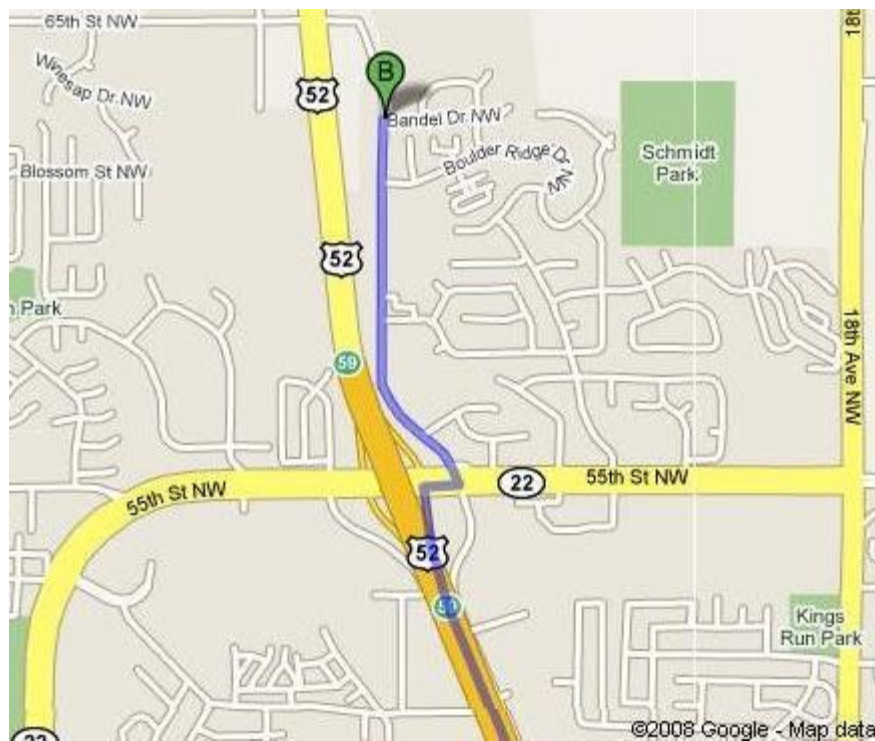 65th St NW
18th
Winesap Dr NW
52
B
Bandel Dr NW
Boulder Ridge Dr
NW
Schmidt
Park
Blossom St NW
52
n Park
18th Ave NW
59
55th St NW
22
55th St NW
52
59
Kings
Run Park
22
©2008 Google - Map data